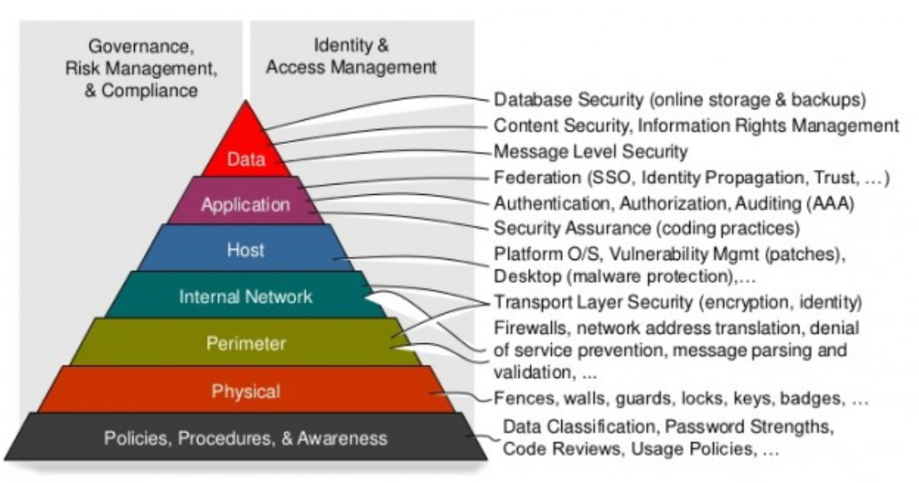 Governance,
Risk Management,
& Compliance
Identity &
Access Management
Data
Application
Host
Internal Network
Perimeter
Physical
Policies, Procedures, & Awareness
Database Security (online storage & backups)
Content Security, Information Rights Management
Message Level Security
Federation (SSO, Identity Propagation, Trust, …)
Authentication, Authorization, Auditing (AAA)
Security Assurance (coding practices)
Platform O/S, Vulnerability Mgmt (patches),
Desktop (malware protection),…
Transport Layer Security (encryption, identity)
Firewalls, network address translation, denial
of service prevention, message parsing and
validation, ...
Fences, walls, guards, locks, keys, badges, …
Data Classification, Password Strengths,
Code Reviews, Usage Policies, …